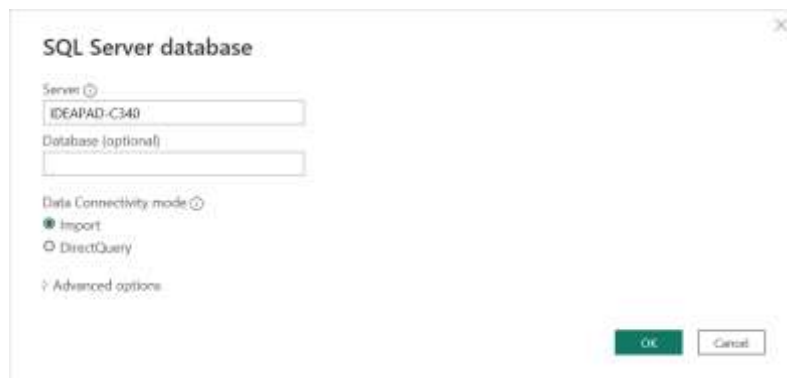 SQL Server database
Server
IDEAPAD-C340
Database (optional)
Data Connectivity mode
Import
DirectQuery
Advanced options
OK
Cancel